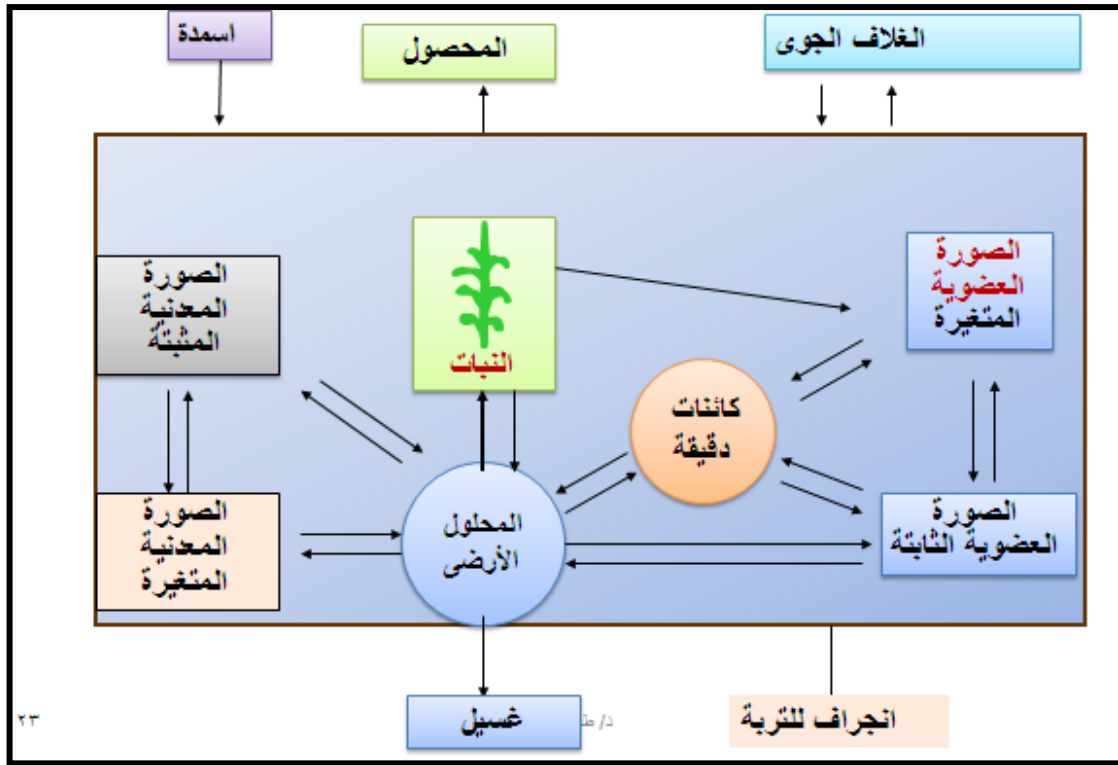 اسمدة
المحصول
الغلاف الجوى
الصورة
المعدنية
المثبتة
النبات
الصورة
العضوية
المتغيرة
كائنات
دقيقة
الصورة
المعدنية
المتغيرة
المحلول
الأرضى
الصورة
العضوية الثابتة
٢٣
غسيل
د/
انجراف للتربة